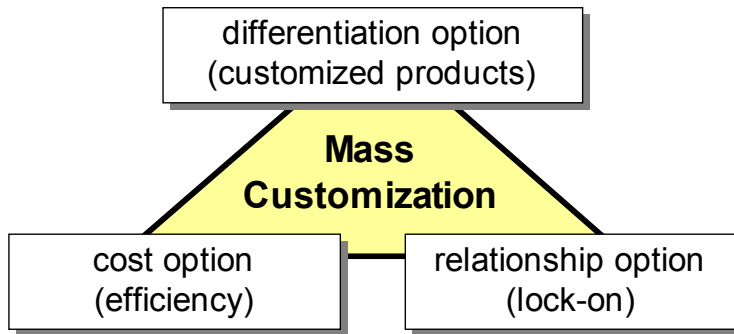 differentiation option
(customized products)
Mass
Customization
cost option
(efficiency)
relationship option
(lock-on)